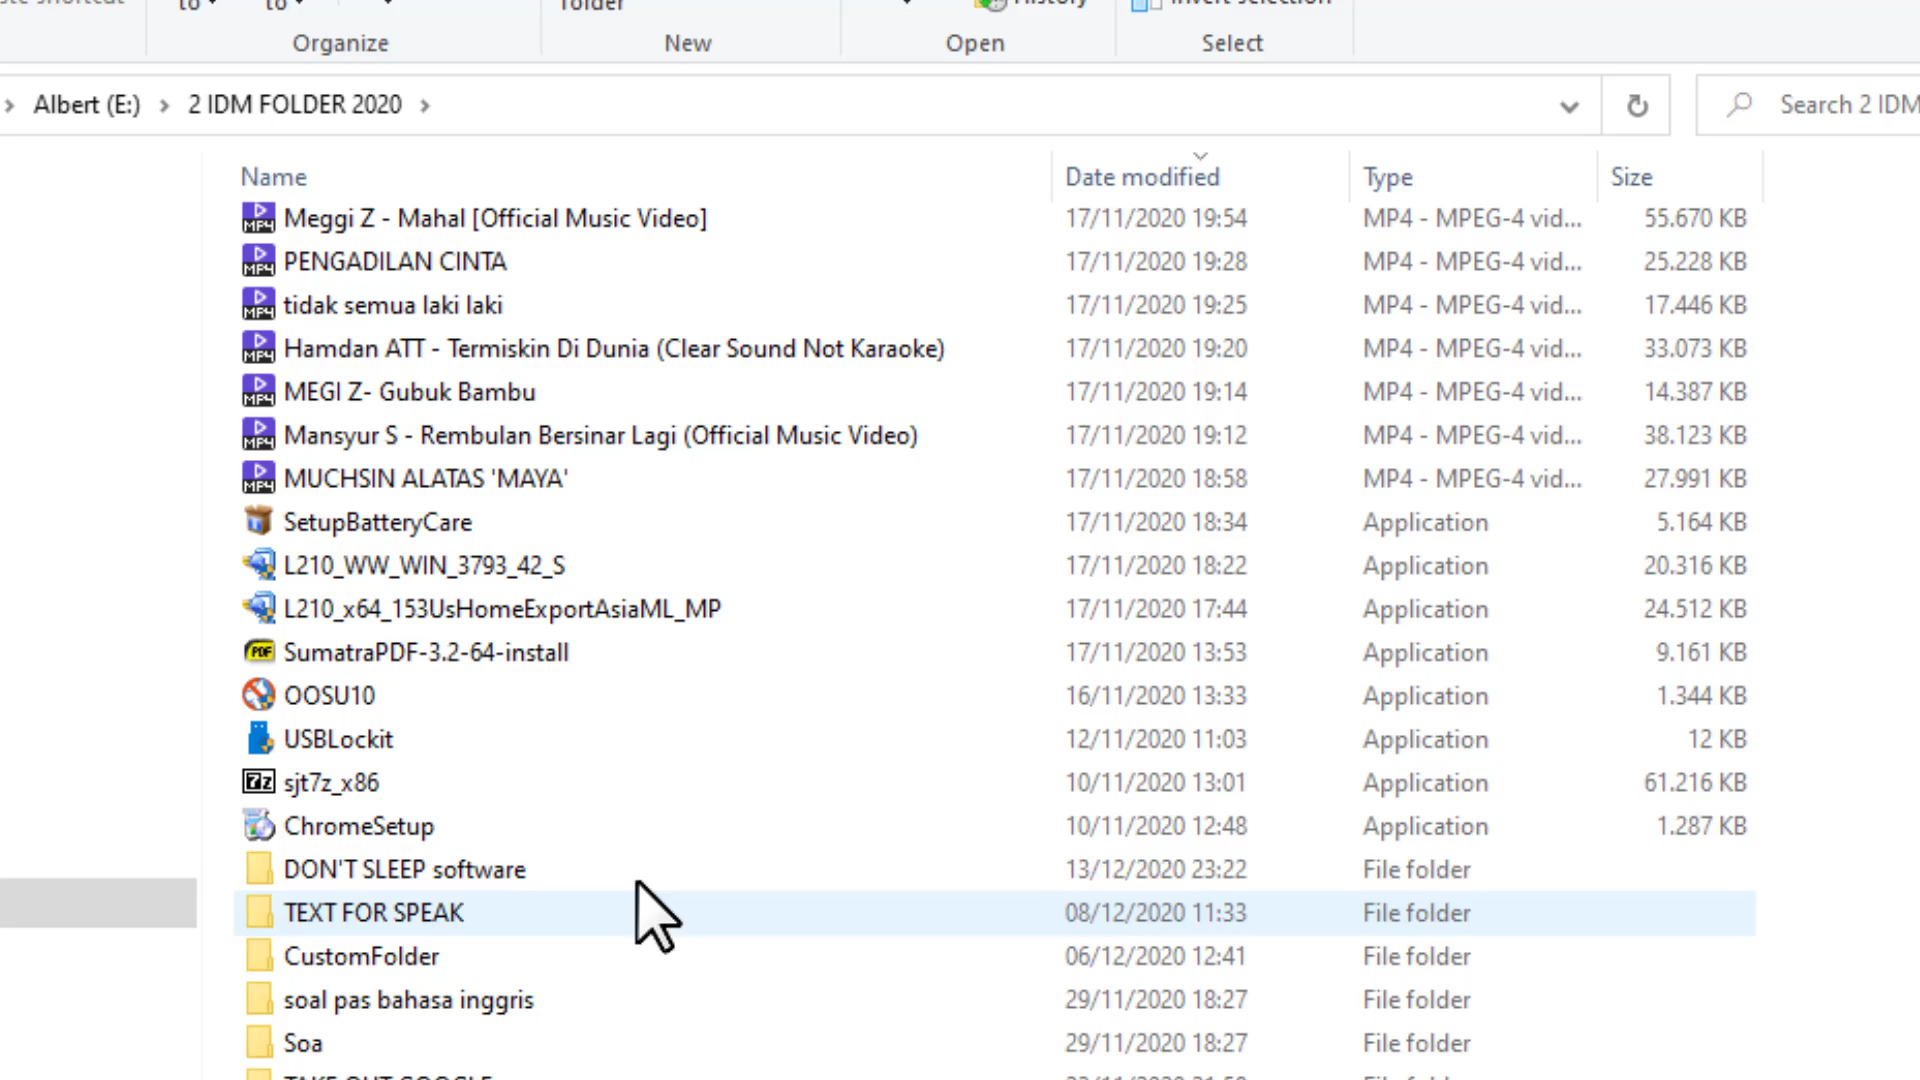 to to folder History Invert selection
Organize New Open Select
Albert (E:) 2 IDM FOLDER 2020 Search 2 IDM
Name Date modified Type Size
Meggi Z - Mahal [Official Music Video] 17/11/2020 19:54 MP4 - MPEG-4 vid... 55.670 KB
PENGADILAN CINTA 17/11/2020 19:28 MP4 - MPEG-4 vid... 25.228 KB
tidak semua laki laki 17/11/2020 19:25 MP4 - MPEG-4 vid... 17.446 KB
Hamdan ATT - Termiskin Di Dunia (Clear Sound Not Karaoke) 17/11/2020 19:20 MP4 - MPEG-4 vid... 33.073 KB
MEGI Z- Gubuk Bambu 17/11/2020 19:14 MP4 - MPEG-4 vid... 14.387 KB
Mansyur S - Rembulan Bersinar Lagi (Official Music Video) 17/11/2020 19:12 MP4 - MPEG-4 vid... 38.123 KB
MUCHSIN ALATAS 'MAYA' 17/11/2020 18:58 MP4 - MPEG-4 vid... 27.991 KB
SetupBatteryCare 17/11/2020 18:34 Application 5.164 KB
L210_WW_WIN_3793_42_S 17/11/2020 18:22 Application 20.316 KB
L210_x64_153UsHomeExportAsiaML_MP 17/11/2020 17:44 Application 24.512 KB
SumatraPDF-3.2-64-install 17/11/2020 13:53 Application 9.161 KB
OOSU10 16/11/2020 13:33 Application 1.344 KB
USBLockit 12/11/2020 11:03 Application 12 KB
sjt7z_x86 10/11/2020 13:01 Application 61.216 KB
ChromeSetup 10/11/2020 12:48 Application 1.287 KB
DON'T SLEEP software 13/12/2020 23:22 File folder
TEXT FOR SPEAK 08/12/2020 11:33 File folder
CustomFolder 06/12/2020 12:41 File folder
soal pas bahasa inggris 29/11/2020 18:27 File folder
Soa 29/11/2020 18:27 File folder